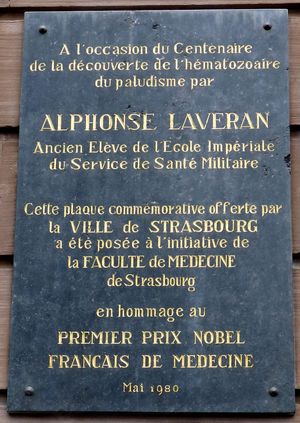 A l'occasion du Centenaire
de la découverte de l'hématozoaire
du paludisme par
ALPHONSE LAVERAN
Ancien Elève de l'Ecole Impériale
du Service de Santé Militaire
Cette plaque commémorative offerte par
la VILLE de STRASBOURG
a été posée à l'initiative de
la FACULTE de MEDECINE
de Strasbourg
en hommage au
PREMIER PRIX NOBEL
FRANCAIS DE MEDECINE
Mai 1980